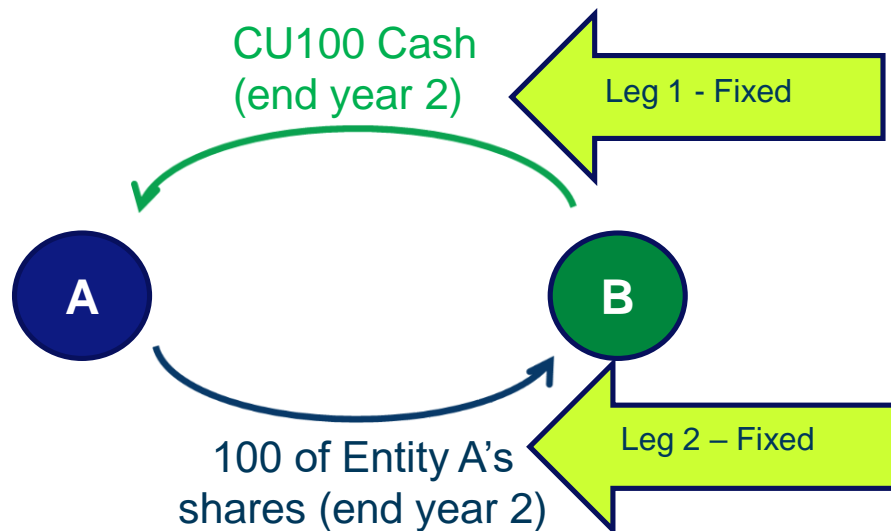 CU100 Cash
(end year 2)
Leg 1 - Fixed
A
B
Leg 2 – Fixed
100 of Entity A’s
shares (end year 2)